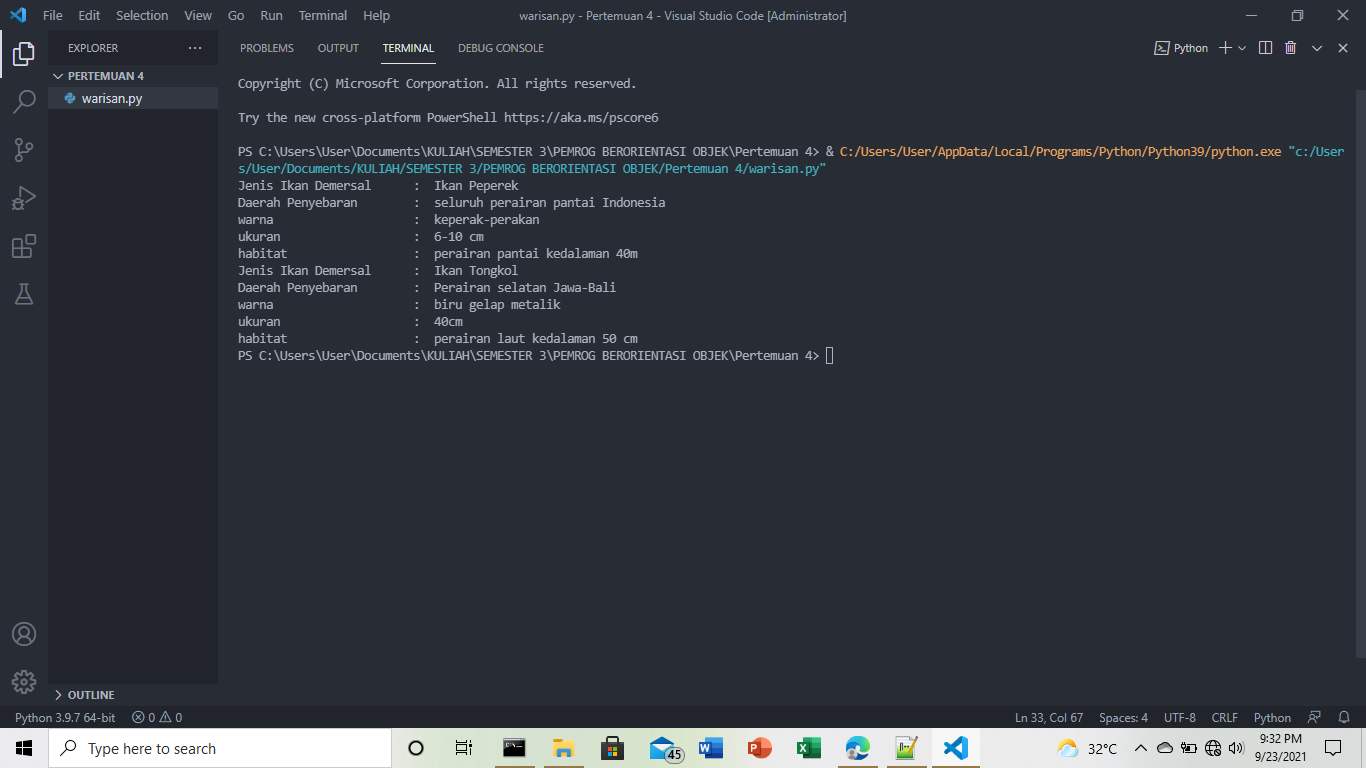 File Edit Selection View Go Run Terminal Help warisan.py - Pertemuan 4 - Visual Studio Code [Administrator]
EXPLORER ···
PROBLEMS OUTPUT TERMINAL DEBUG CONSOLE Python
PERTEMUAN 4
warisan.py
Copyright (C) Microsoft Corporation. All rights reserved.
Try the new cross-platform PowerShell https://aka.ms/pscore6
PS C:\Users\User\Documents\KULIAH\SEMESTER 3\PEMROG BERORIENTASI OBJEK\Pertemuan 4> & C:/Users/User/AppData/Local/Programs/Python/Python39/python.exe "c:/User
s/User/Documents/KULIAH/SEMESTER 3/PEMROG BERORIENTASI OBJEK/Pertemuan 4/warisan.py"
Jenis Ikan Demersal : Ikan Peperek
Daerah Penyebaran : seluruh perairan pantai Indonesia
warna : keperak-perakan
ukuran : 6-10 cm
habitat : perairan pantai kedalaman 40m
Jenis Ikan Demersal : Ikan Tongkol
Daerah Penyebaran : Perairan selatan Jawa-Bali
warna : biru gelap metalik
ukuran : 40cm
habitat : perairan laut kedalaman 50 cm
PS C:\Users\User\Documents\KULIAH\SEMESTER 3\PEMROG BERORIENTASI OBJEK\Pertemuan 4>
OUTLINE
Python 3.9.7 64-bit 0 0 Ln 33, Col 67 Spaces: 4 UTF-8 CRLF Python
Type here to search 45 32°C 9:32 PM
9/23/2021